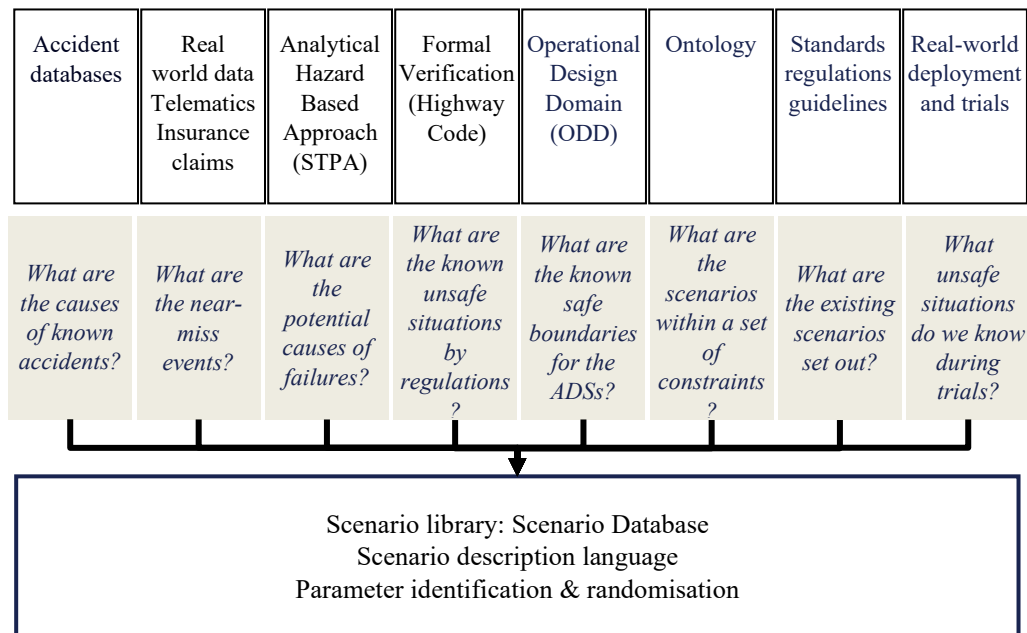 Accident
databases
Real
world data
Telematics
Insurance
claims
Analytical
Hazard
Based
Approach
(STPA)
Formal
Verification
(Highway
Code)
Operational
Design
Domain
(ODD)
Ontology
Standards
regulations
guidelines
Real-world
deployment
and trials
What are
the causes
of known
accidents?
What are
the near-
miss
events?
What are
the
potential
causes of
failures?
What are
the known
unsafe
situations
by
regulations
?
What are
the known
safe
boundaries
for the
ADSs?
What are
the
scenarios
within a set
of
constraints
?
What are
the existing
scenarios
set out?
What
unsafe
situations
do we know
during
trials?
Scenario library: Scenario Database
Scenario description language
Parameter identification & randomisation